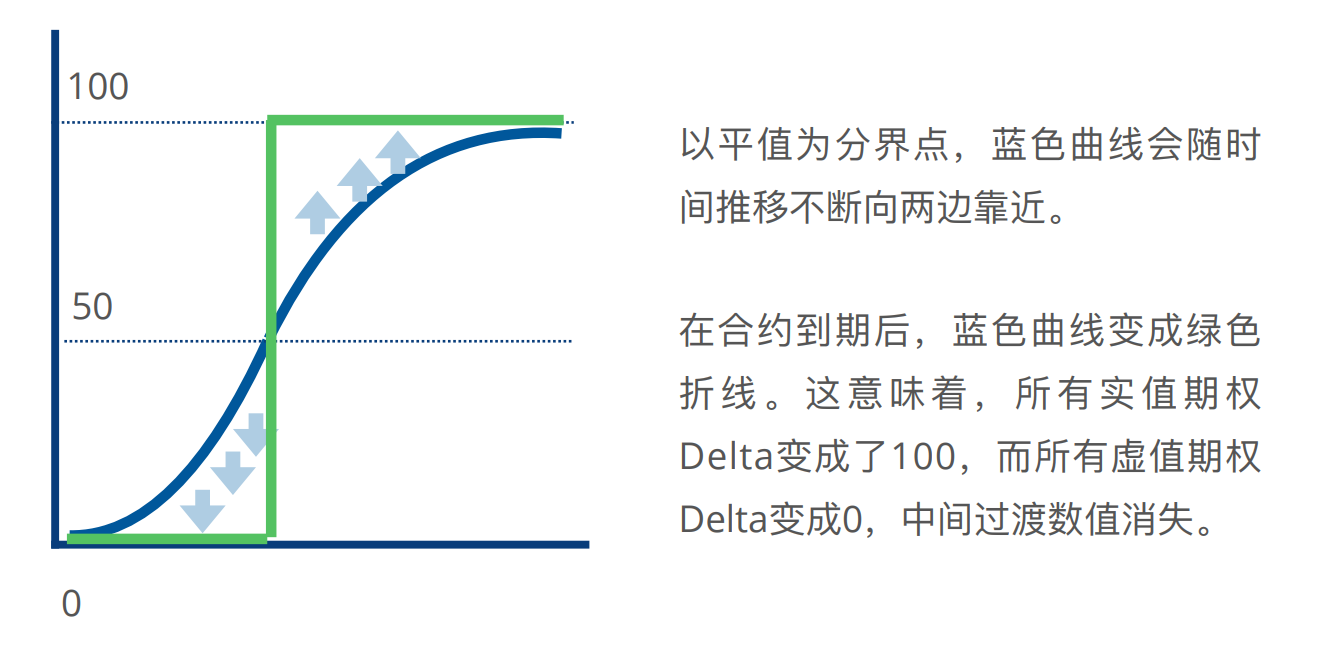 100
50
0
以平值为分界点，蓝色曲线会随时
间推移不断向两边靠近。
在合约到期后，蓝色曲线变成绿色
折线。这意味着，所有实值期权
Delta变成了100，而所有虚值期权
Delta变成0，中间过渡数值消失。